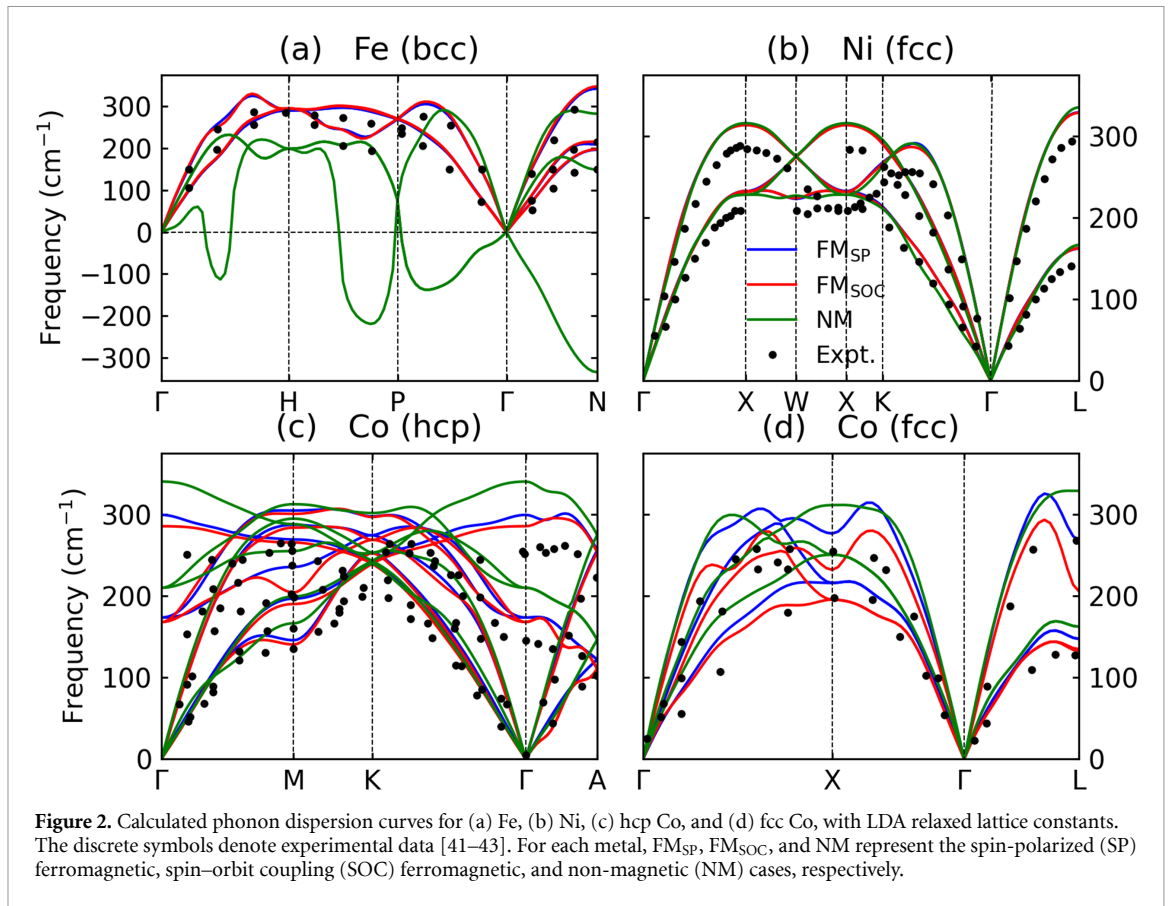 (a) Fe (bcc)
(b) Ni (fcc)
Frequency (cm⁻¹)
300
200
100
0
−100
−200
−300
Γ H P Γ N
FM_SP
FM_SOC
NM
Expt.
300
200
100
0
Γ X W X K Γ L
(c) Co (hcp)
(d) Co (fcc)
Frequency (cm⁻¹)
300
200
100
0
Γ M K Γ A
300
200
100
0
Γ X Γ L
Figure 2. Calculated phonon dispersion curves for (a) Fe, (b) Ni, (c) hcp Co, and (d) fcc Co, with LDA relaxed lattice constants.
The discrete symbols denote experimental data [41–43]. For each metal, FM_SP, FM_SOC, and NM represent the spin-polarized (SP)
ferromagnetic, spin–orbit coupling (SOC) ferromagnetic, and non-magnetic (NM) cases, respectively.